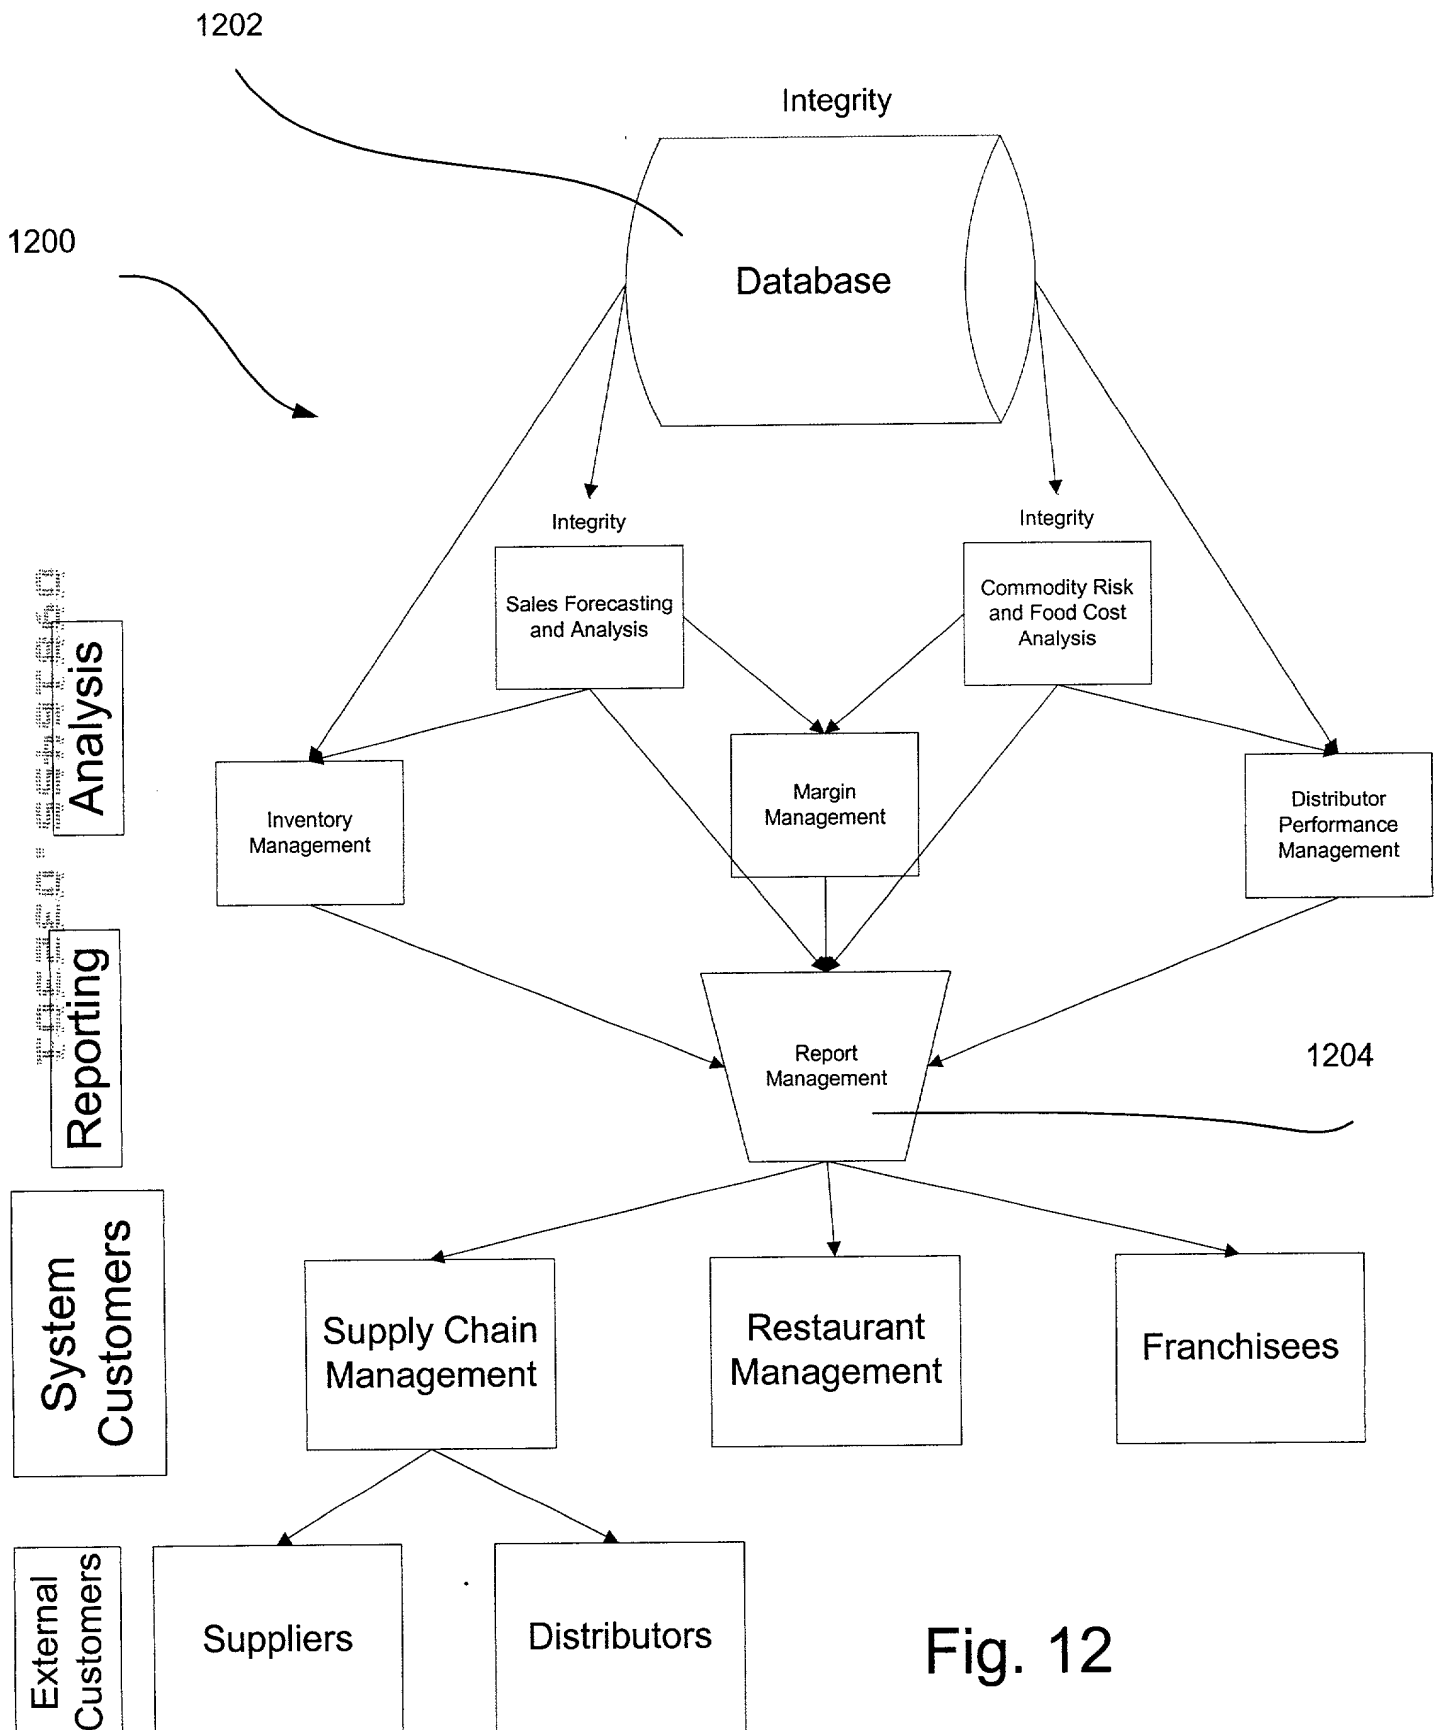 1202
Integrity
1200
Database
Integrity
Integrity
Sales Forecasting
and Analysis
Commodity Risk
and Food Cost
Analysis
Analysis
Inventory
Management
Margin
Management
Distributor
Performance
Management
Reporting
Report
Management
1204
System
Customers
Supply Chain
Management
Restaurant
Management
Franchisees
External
Customers
Suppliers
Distributors
Fig. 12